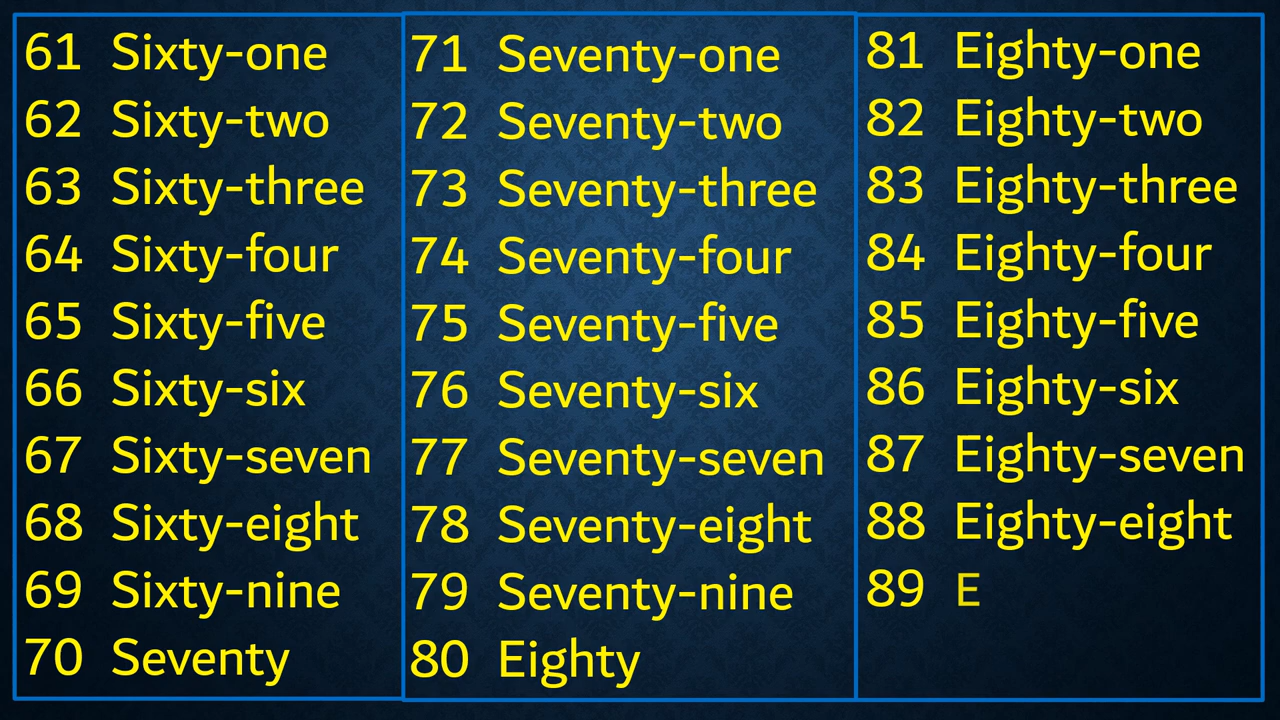 61 Sixty-one
62 Sixty-two
63 Sixty-three
64 Sixty-four
65 Sixty-five
66 Sixty-six
67 Sixty-seven
68 Sixty-eight
69 Sixty-nine
70 Seventy
71 Seventy-one
72 Seventy-two
73 Seventy-three
74 Seventy-four
75 Seventy-five
76 Seventy-six
77 Seventy-seven
78 Seventy-eight
79 Seventy-nine
80 Eighty
81 Eighty-one
82 Eighty-two
83 Eighty-three
84 Eighty-four
85 Eighty-five
86 Eighty-six
87 Eighty-seven
88 Eighty-eight
89 E